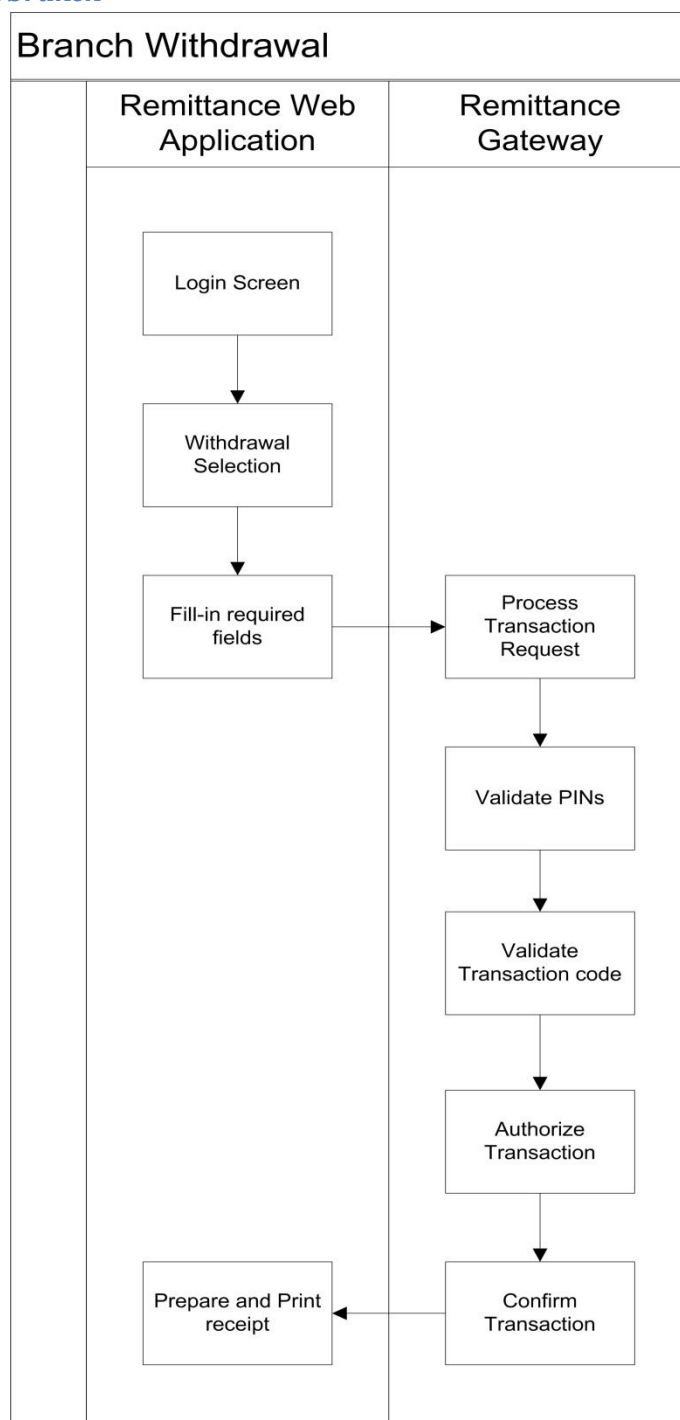 Branch Withdrawal
Remittance Web
Application
Remittance
Gateway
Login Screen
Withdrawal
Selection
Fill-in required
fields
Process
Transaction
Request
Validate PINs
Validate
Transaction code
Authorize
Transaction
Prepare and Print
receipt
Confirm
Transaction